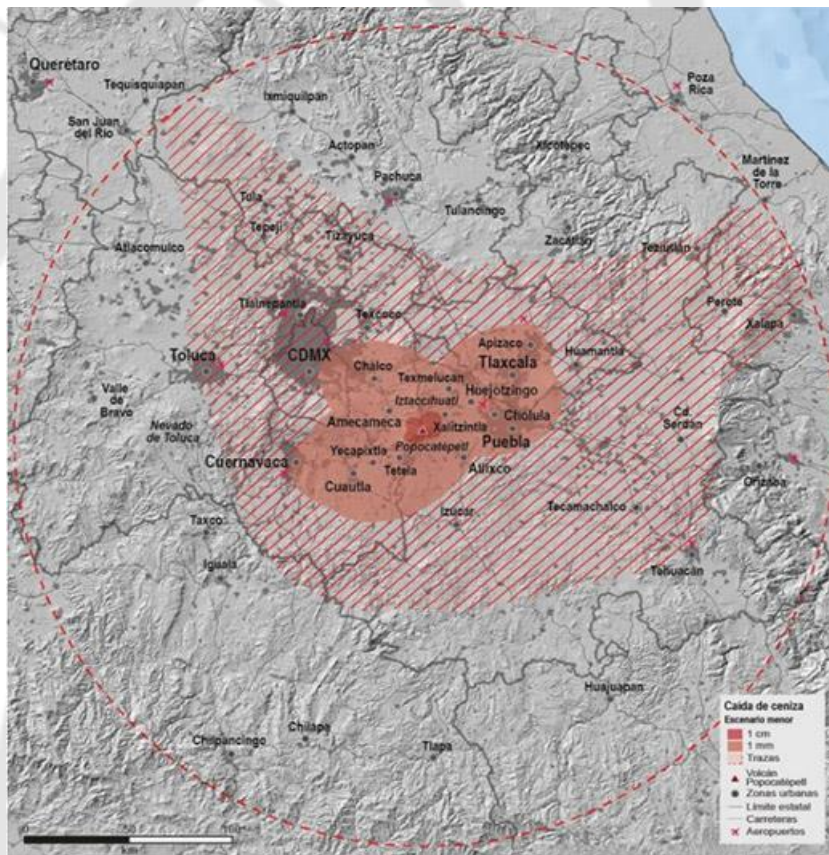 Querétaro
Tequisquiapan
San Juan
del Río
Ixmiquilpan
Actopan
Pachuca
Xicotepec
Poza
Rica
Martínez
de la Torre
Tulancingo
Zacatlán
Teziutlán
Tula
Tepeji
Tizayuca
Atlacomulco
Tlalnepantla
Texcoco
Perote
Xalapa
Apizaco
Tlaxcala
Huamantla
Toluca
CDMX
Chalco
Texmelucan
Huejotzingo
Iztaccíhuatl
Valle
de
Bravo
Nevado
de Toluca
Amecameca
Xalitzintla
Cholula
Popocatépetl
Puebla
Cd.
Serdán
Cuernavaca
Yecapixtla
Tetela
Atlixco
Cuautla
Orizaba
Tecamachalco
Izúcar
Taxco
Iguala
Tehuacán
Huajuapan
Chilapa
Chilpancingo
Tlapa
Caída de ceniza
Escenario menor
1 cm
1 mm
Trazas
Volcán
Popocatépetl
Zonas urbanas
Límite estatal
Carreteras
Aeropuertos
0 50 100
km